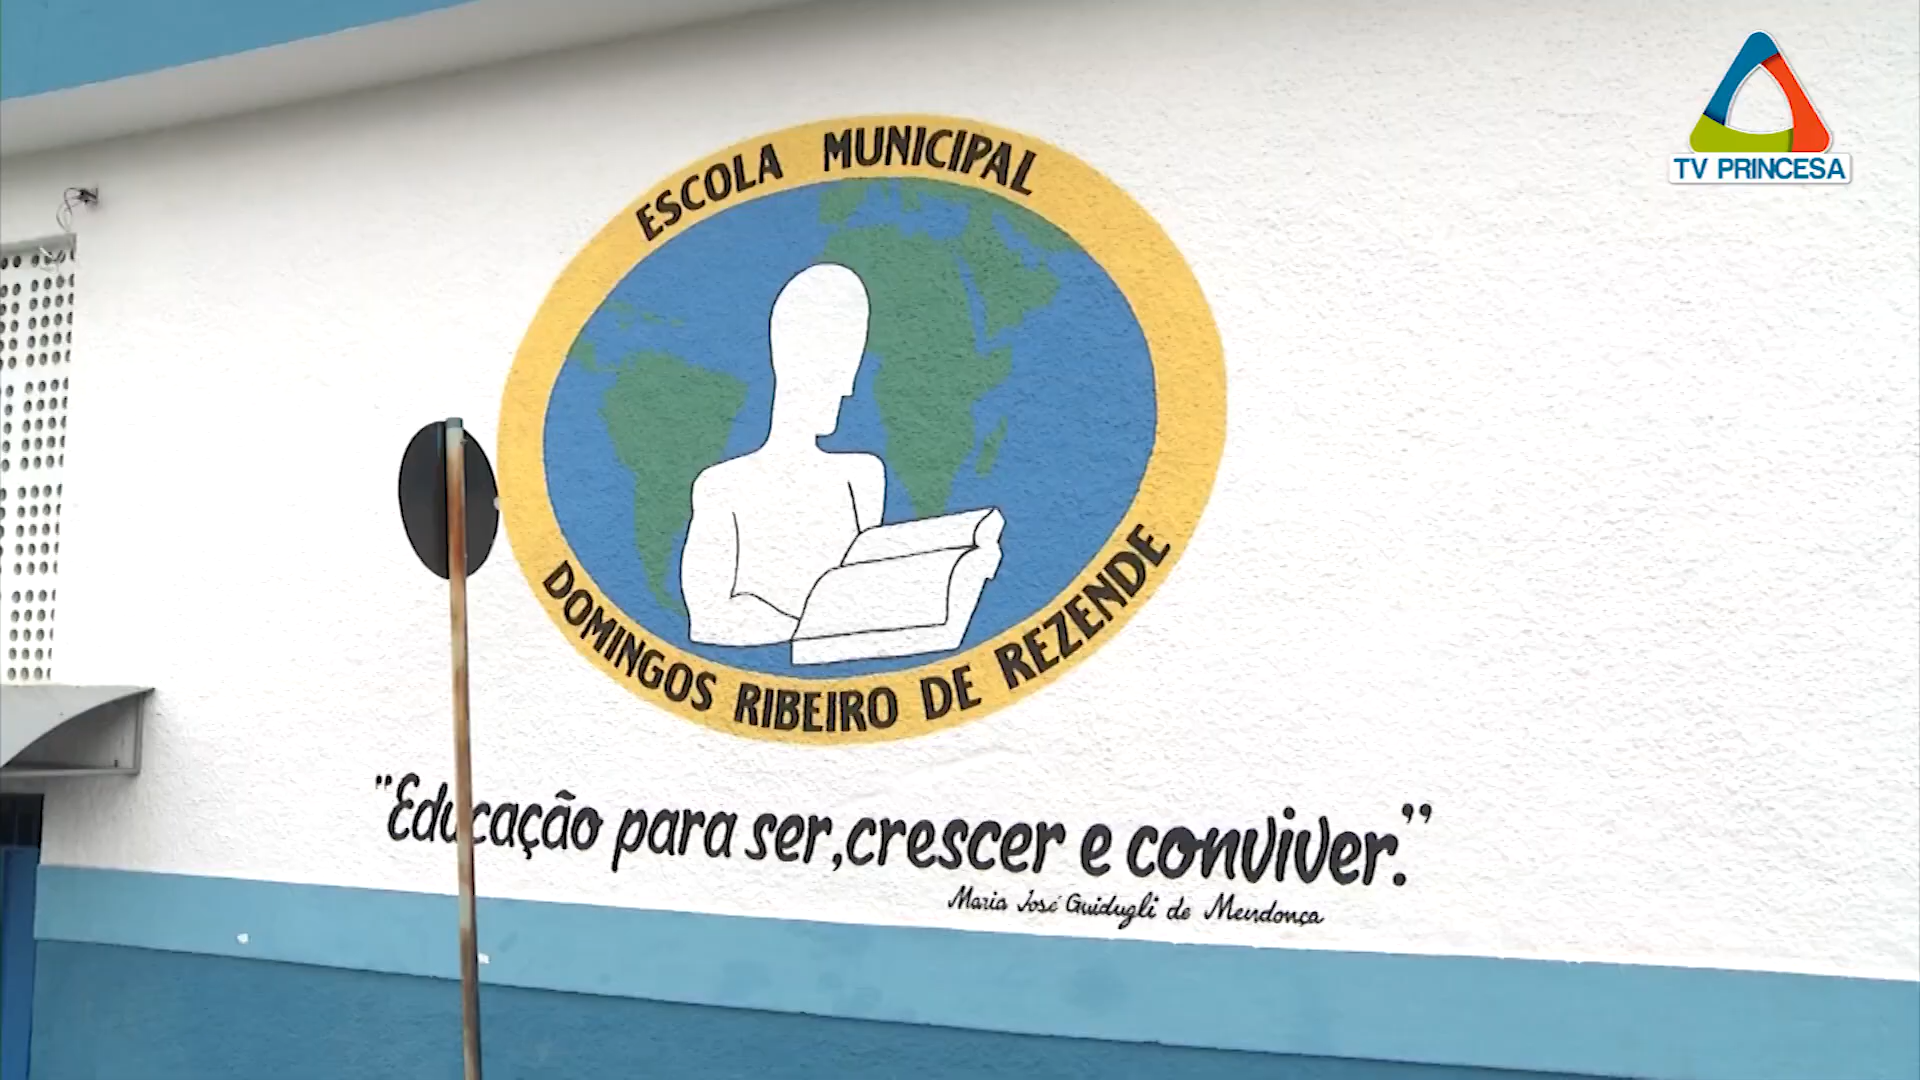 TV PRINCESA
ESCOLA MUNICIPAL
DOMINGOS RIBEIRO DE REZENDE
"Educação para ser, crescer e conviver."
Maria José Guidugli de Mendonça